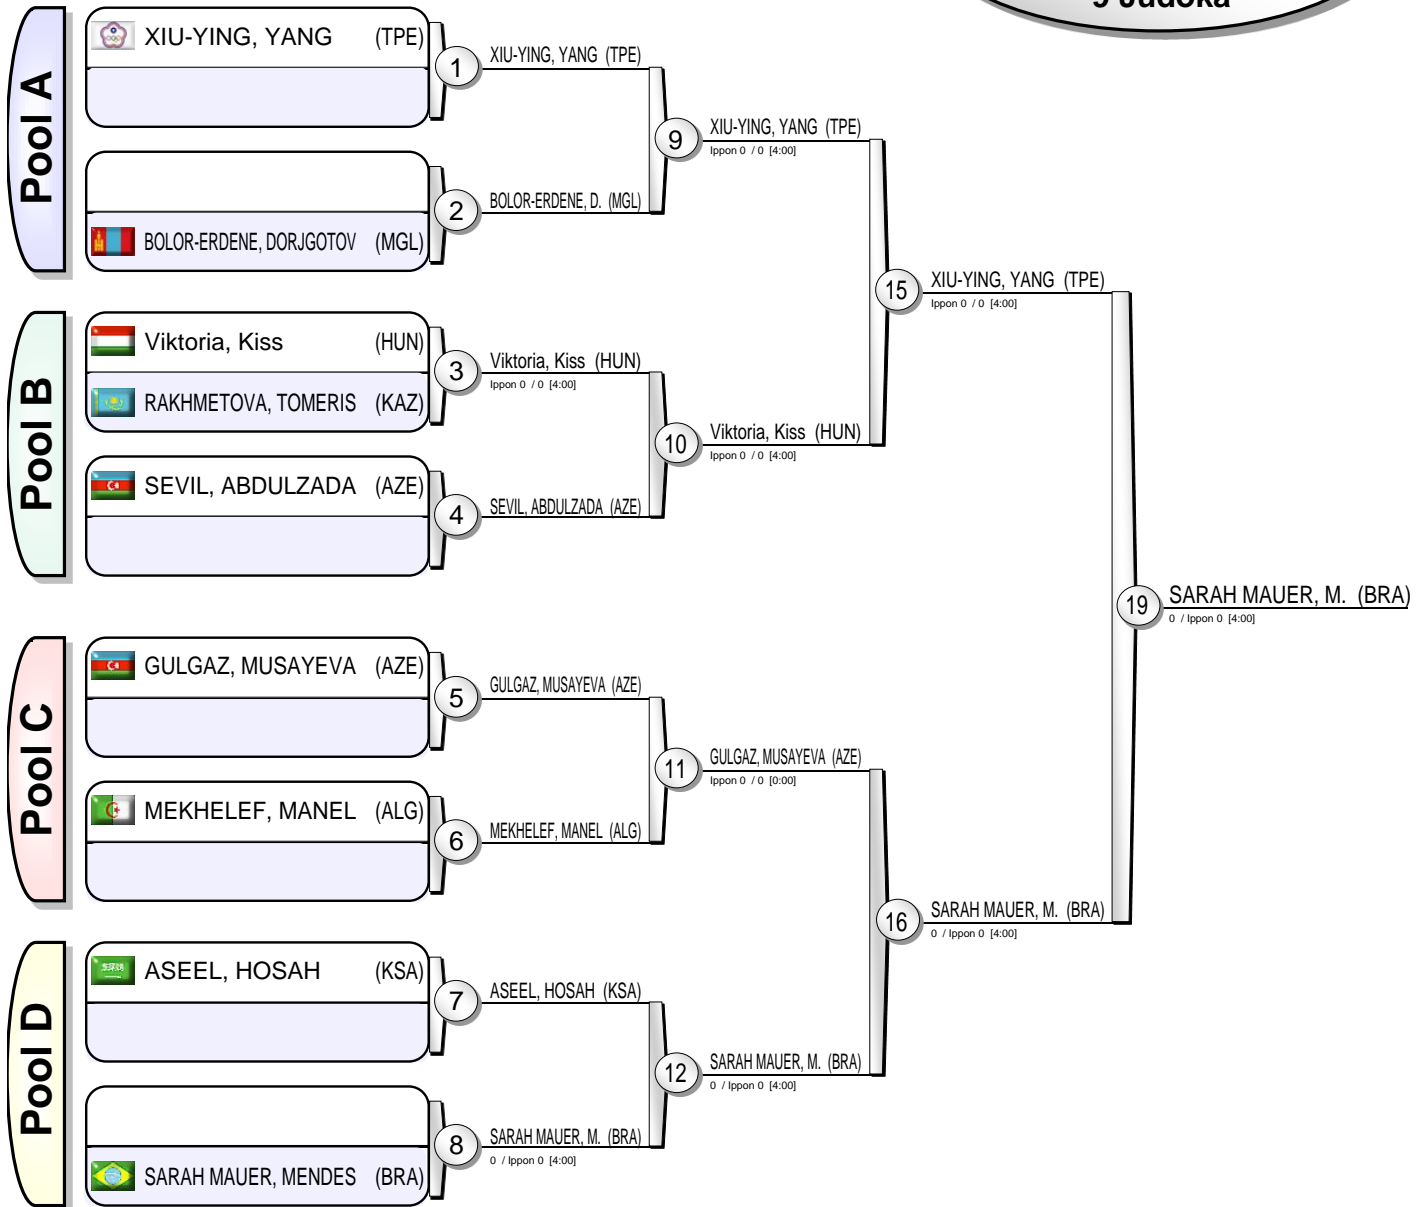 9 Judoka
Pool A
XIU-YING, YANG (TPE)
1
XIU-YING, YANG (TPE)
9
XIU-YING, YANG (TPE)
Ippon 0 / 0 [4:00]
2
BOLOR-ERDENE, D. (MGL)
BOLOR-ERDENE, DORJGOTOV (MGL)
15
XIU-YING, YANG (TPE)
Ippon 0 / 0 [4:00]
Pool B
Viktoria, Kiss (HUN)
3
Viktoria, Kiss (HUN)
Ippon 0 / 0 [4:00]
RAKHMETOVA, TOMERIS (KAZ)
10
Viktoria, Kiss (HUN)
Ippon 0 / 0 [4:00]
SEVIL, ABDULZADA (AZE)
4
SEVIL, ABDULZADA (AZE)
19
SARAH MAUER, M. (BRA)
0 / Ippon 0 [4:00]
Pool C
GULGAZ, MUSAYEVA (AZE)
5
GULGAZ, MUSAYEVA (AZE)
11
GULGAZ, MUSAYEVA (AZE)
Ippon 0 / 0 [0:00]
MEKHELEF, MANEL (ALG)
6
MEKHELEF, MANEL (ALG)
16
SARAH MAUER, M. (BRA)
0 / Ippon 0 [4:00]
Pool D
ASEEL, HOSAH (KSA)
7
ASEEL, HOSAH (KSA)
12
SARAH MAUER, M. (BRA)
0 / Ippon 0 [4:00]
8
SARAH MAUER, M. (BRA)
0 / Ippon 0 [4:00]
SARAH MAUER, MENDES (BRA)